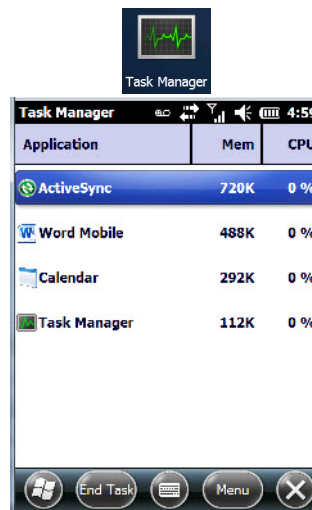 Task Manager
Task Manager 4:59
Application Mem CPU
ActiveSync 720K 0 %
Word Mobile 488K 0 %
Calendar 292K 0 %
Task Manager 112K 0 %
End Task Menu